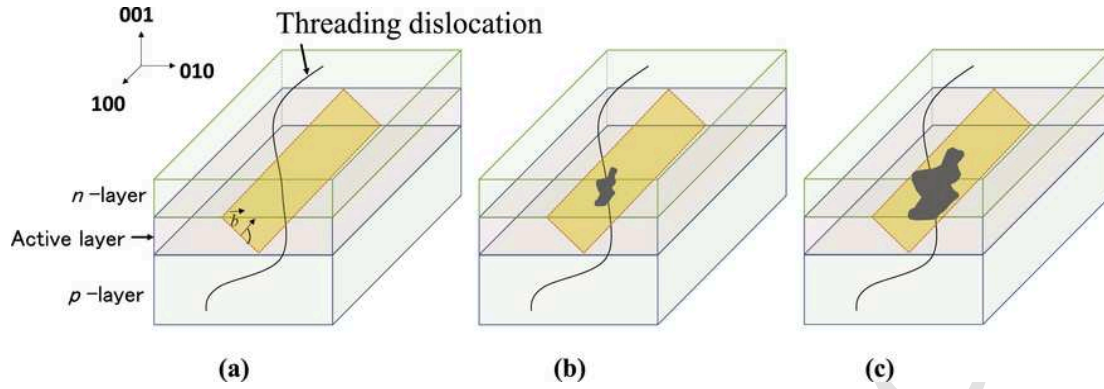 Threading dislocation
001
010
100
n -layer
b
Active layer
p -layer
(a)
(b)
(c)